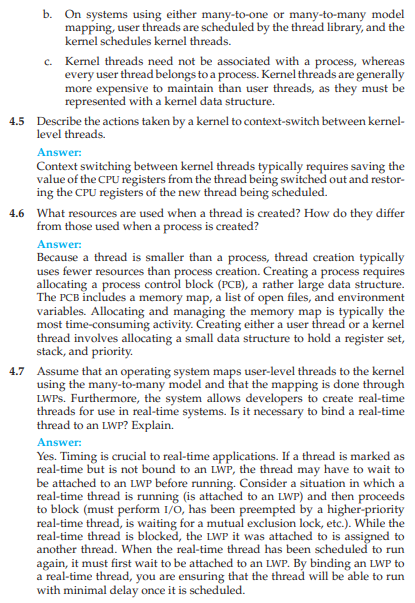 b. On systems using either many-to-one or many-to-many model
mapping, user threads are scheduled by the thread library, and the
kernel schedules kernel threads.
c. Kernel threads need not be associated with a process, whereas
every user thread belongs to a process. Kernel threads are generally
more expensive to maintain than user threads, as they must be
represented with a kernel data structure.
4.5 Describe the actions taken by a kernel to context-switch between kernel-
level threads.
Answer:
Context switching between kernel threads typically requires saving the
value of the CPU registers from the thread being switched out and restor-
ing the CPU registers of the new thread being scheduled.
4.6 What resources are used when a thread is created? How do they differ
from those used when a process is created?
Answer:
Because a thread is smaller than a process, thread creation typically
uses fewer resources than process creation. Creating a process requires
allocating a process control block (PCB), a rather large data structure.
The PCB includes a memory map, a list of open files, and environment
variables. Allocating and managing the memory map is typically the
most time-consuming activity. Creating either a user thread or a kernel
thread involves allocating a small data structure to hold a register set,
stack, and priority.
4.7 Assume that an operating system maps user-level threads to the kernel
using the many-to-many model and that the mapping is done through
LWPs. Furthermore, the system allows developers to create real-time
threads for use in real-time systems. Is it necessary to bind a real-time
thread to an LWP? Explain.
Answer:
Yes. Timing is crucial to real-time applications. If a thread is marked as
real-time but is not bound to an LWP, the thread may have to wait to
be attached to an LWP before running. Consider a situation in which a
real-time thread is running (is attached to an LWP) and then proceeds
to block (must perform I/O, has been preempted by a higher-priority
real-time thread, is waiting for a mutual exclusion lock, etc.). While the
real-time thread is blocked, the LWP it was attached to is assigned to
another thread. When the real-time thread has been scheduled to run
again, it must first wait to be attached to an LWP. By binding an LWP to
a real-time thread, you are ensuring that the thread will be able to run
with minimal delay once it is scheduled.